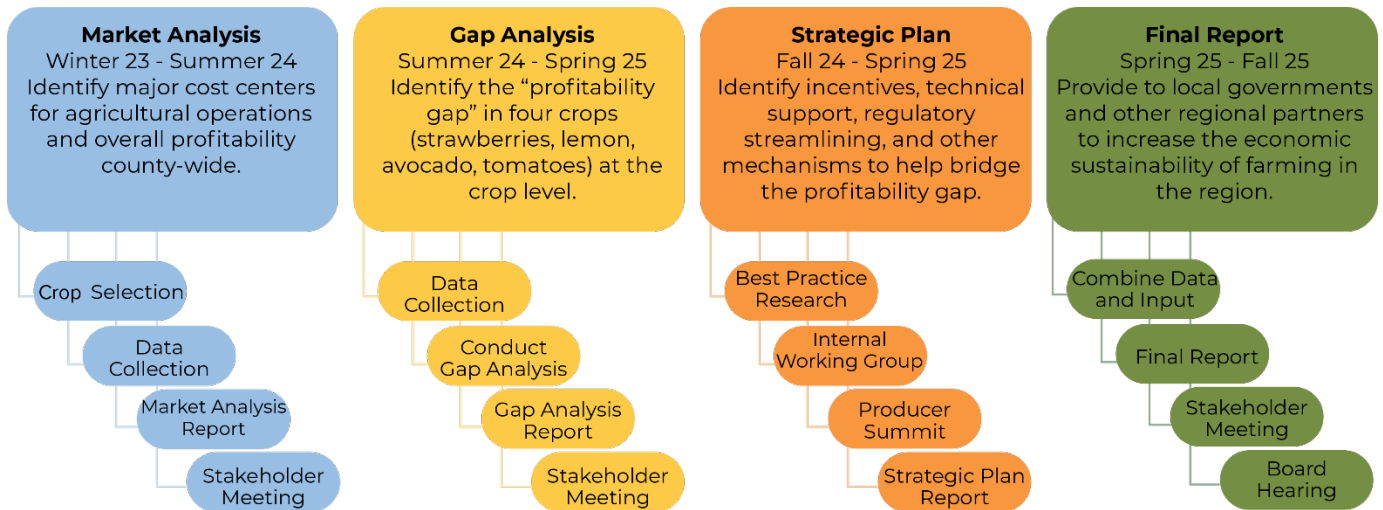 Market Analysis
Winter 23 - Summer 24
Identify major cost centers
for agricultural operations
and overall profitability
county-wide.
Crop Selection
Data
Collection
Market Analysis
Report
Stakeholder
Meeting
Gap Analysis
Summer 24 - Spring 25
Identify the “profitability
gap” in four crops
(strawberries, lemon,
avocado, tomatoes) at the
crop level.
Data
Collection
Conduct
Gap Analysis
Gap Analysis
Report
Stakeholder
Meeting
Strategic Plan
Fall 24 - Spring 25
Identify incentives, technical
support, regulatory
streamlining, and other
mechanisms to help bridge
the profitability gap.
Best Practice
Research
Internal
Working Group
Producer
Summit
Strategic Plan
Report
Final Report
Spring 25 - Fall 25
Provide to local governments
and other regional partners
to increase the economic
sustainability of farming in
the region.
Combine Data
and Input
Final Report
Stakeholder
Meeting
Board
Hearing